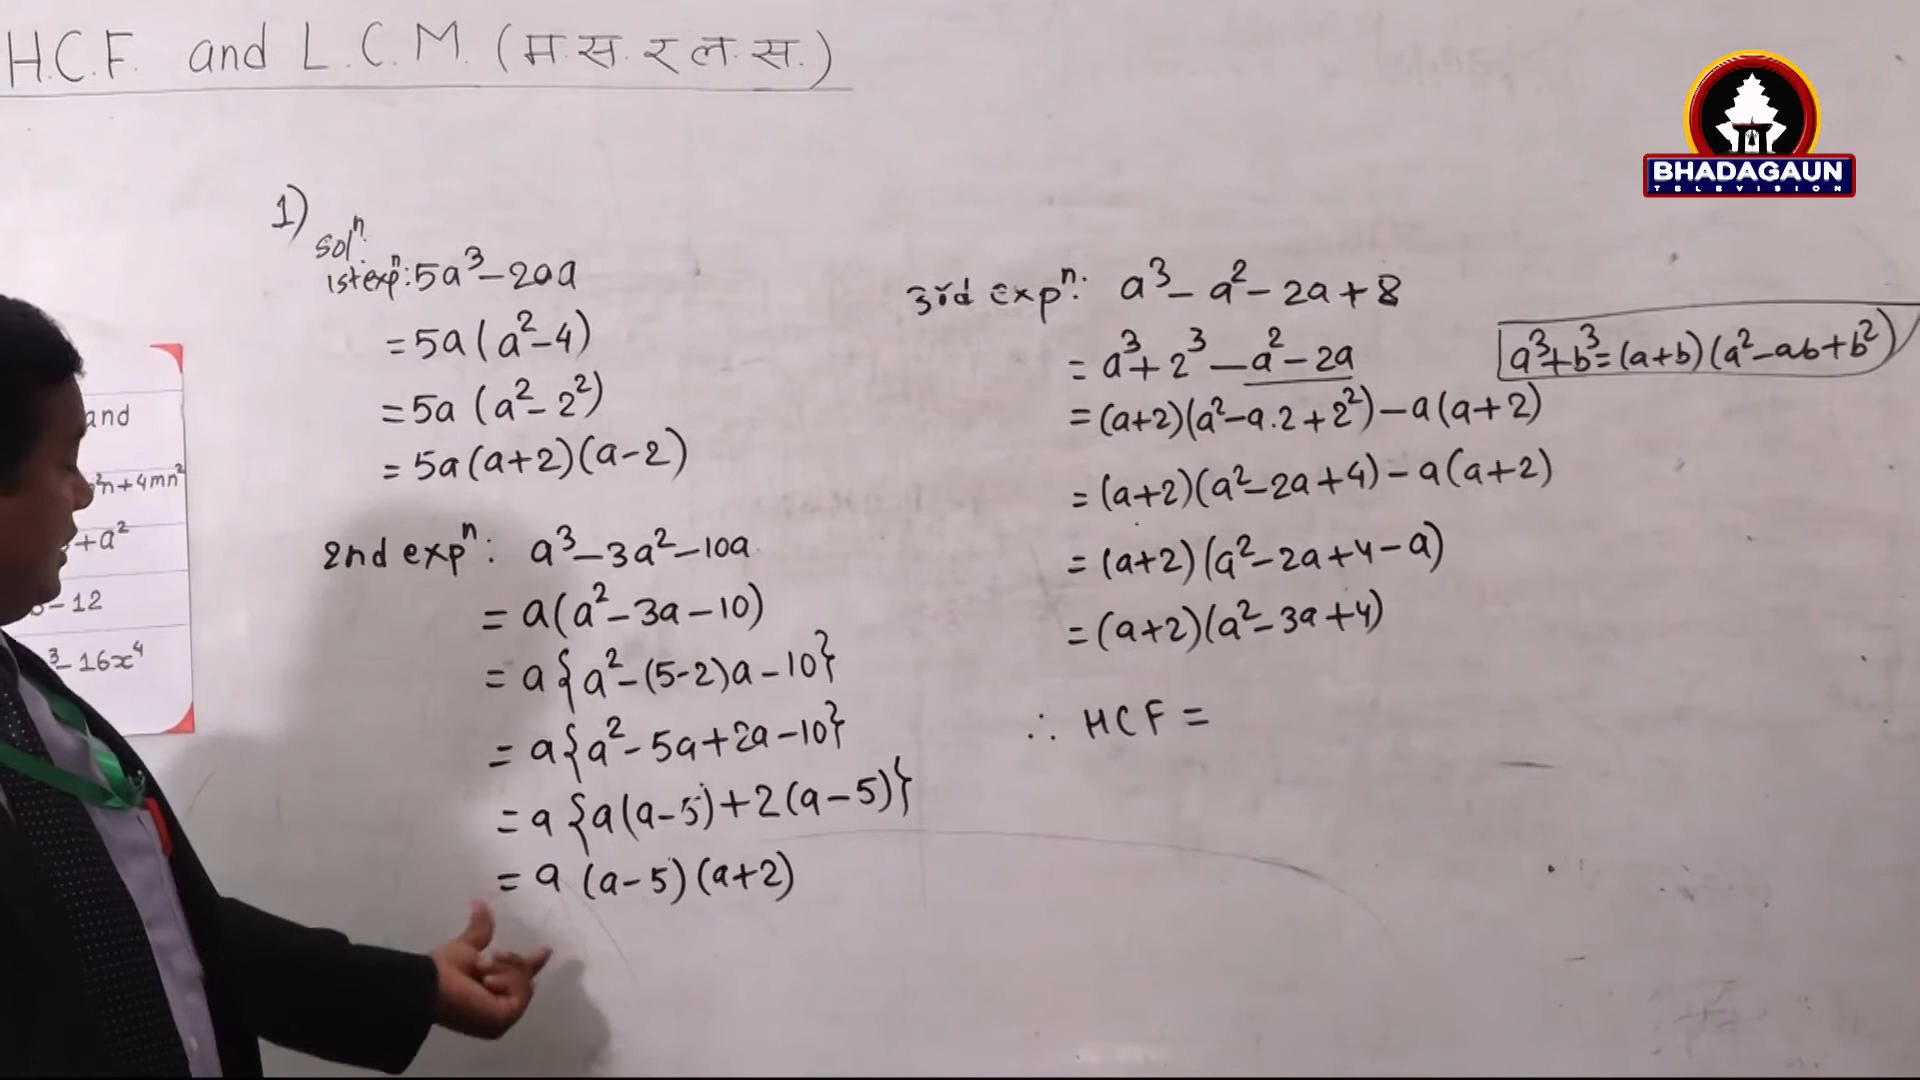 H.C.F. and L.C.M. (म.स.र ल.स.)
BHADAGAUN
TELEVISION
1)
solⁿ:
1st expⁿ: 5a³-20a
= 5a(a²-4)
= 5a (a²-2²)
= 5a(a+2)(a-2)
2nd expⁿ: a³-3a²-10a
= a(a²-3a-10)
= a{a²-(5-2)a-10}
= a{a²-5a+2a-10}
= a{a(a-5)+2(a-5)}
= a (a-5)(a+2)
3rd expⁿ: a³-a²-2a+8
= a³+2³-a²-2a
= (a+2)(a²-a.2+2²)-a(a+2)
= (a+2)(a²-2a+4)-a(a+2)
= (a+2)(a²-2a+4-a)
= (a+2)(a²-3a+4)
∴ HCF =
a³+b³=(a+b)(a²-ab+b²)
and
²n+4mn²
+a²
-12
³-16x⁴